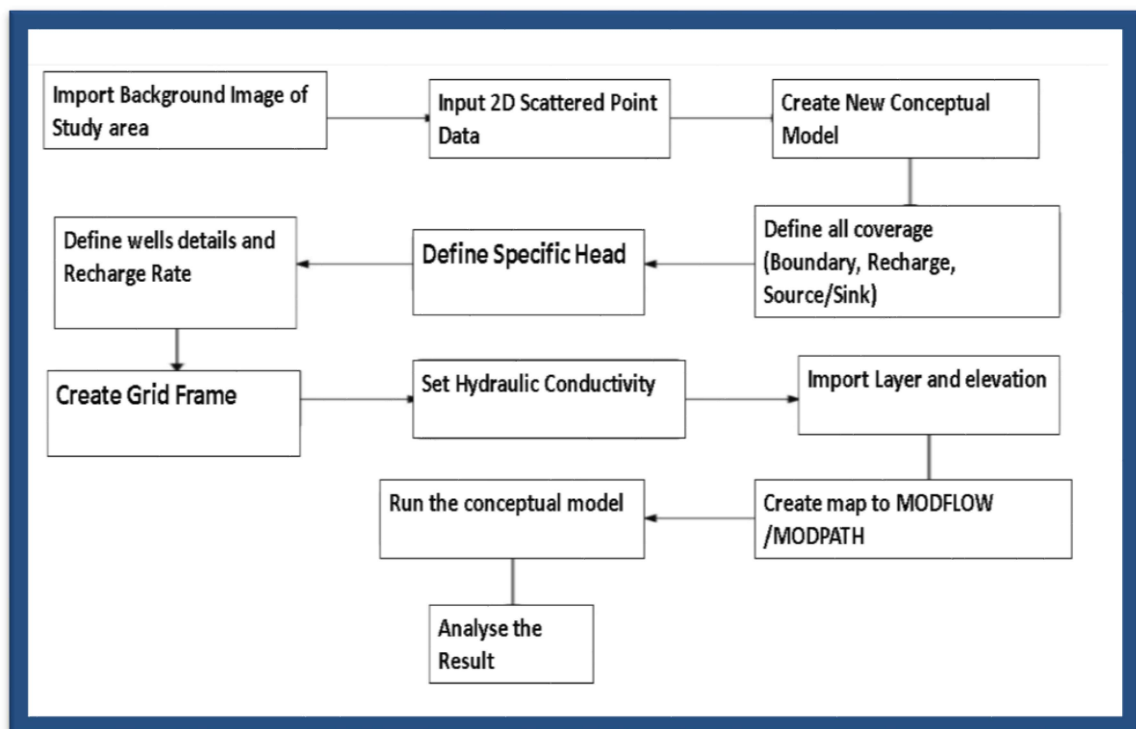 Import Background Image of
Study area
Input 2D Scattered Point
Data
Create New Conceptual
Model
Define all coverage
(Boundary, Recharge,
Source/Sink)
Define Specific Head
Define wells details and
Recharge Rate
Create Grid Frame
Set Hydraulic Conductivity
Import Layer and elevation
Create map to MODFLOW
/MODPATH
Run the conceptual model
Analyse the
Result